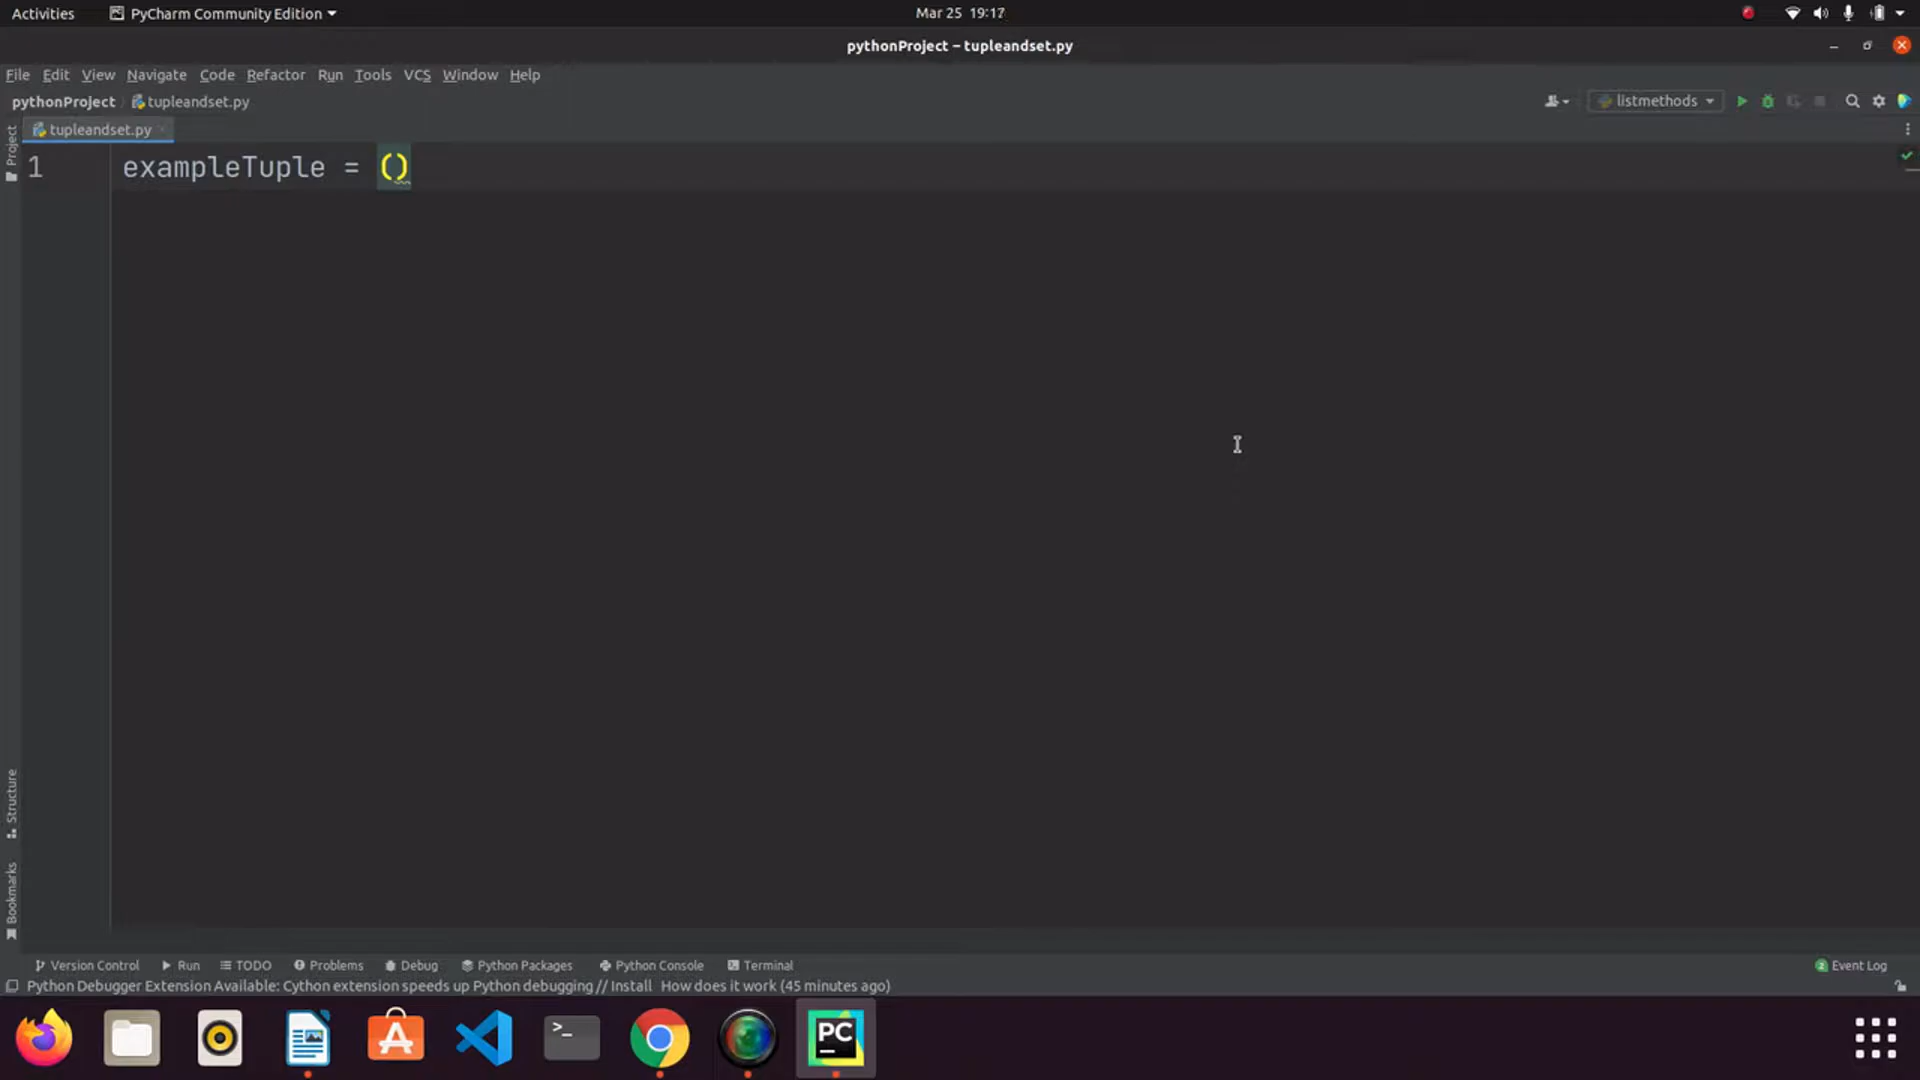 Activities PyCharm Community Edition Mar 25 19:17
pythonProject – tupleandset.py
File Edit View Navigate Code Refactor Run Tools VCS Window Help
pythonProject tupleandset.py listmethods
tupleandset.py
Project
1 exampleTuple = ()
Structure
Bookmarks
Version Control Run TODO Problems Debug Python Packages Python Console Terminal 2 Event Log
Python Debugger Extension Available: Cython extension speeds up Python debugging // Install How does it work (45 minutes ago)
>_ PC